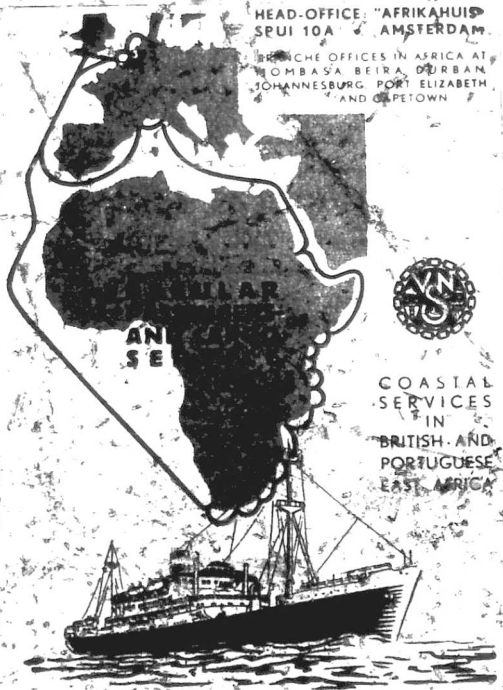 HEAD-OFFICE: "AFRIKAHUIS"
SPUI 10A AMSTERDAM
BRANCHE OFFICES IN AFRICA AT
MOMBASA, BEIRA, DURBAN,
JOHANNESBURG, PORT ELIZABETH
AND CAPETOWN
VNS
COASTAL
SERVICES
IN
BRITISH AND
PORTUGUESE
EAST AFRICA